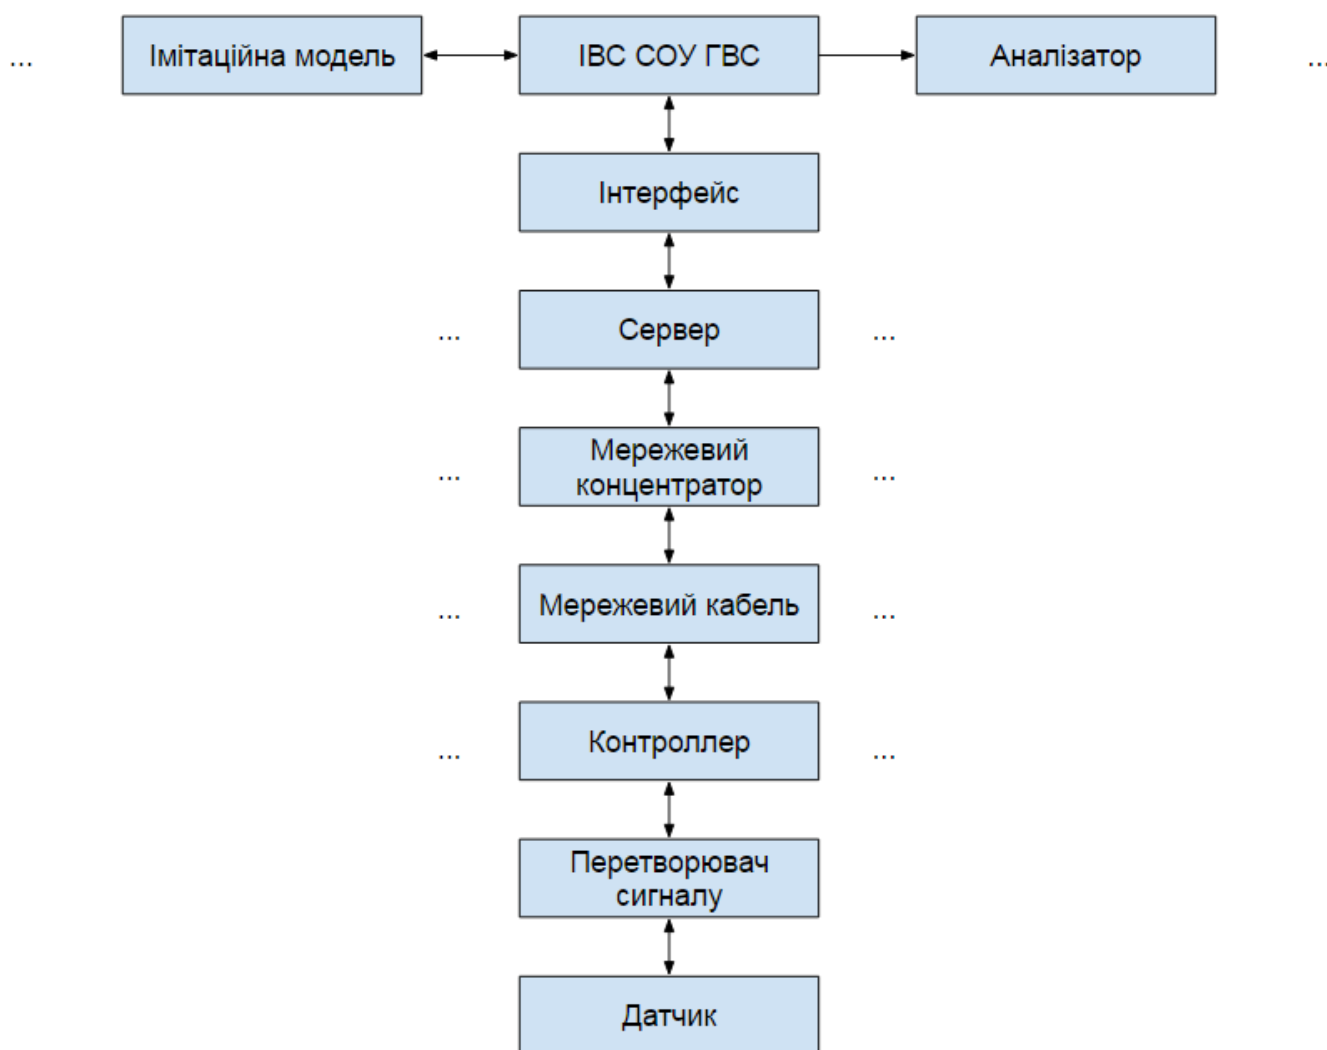 ... Імітаційна модель ІВС СОУ ГВС Аналізатор ...
Інтерфейс
... Сервер ...
Мережевий
... концентратор ...
... Мережевий кабель ...
... Контроллер ...
Перетворювач
сигналу
Датчик